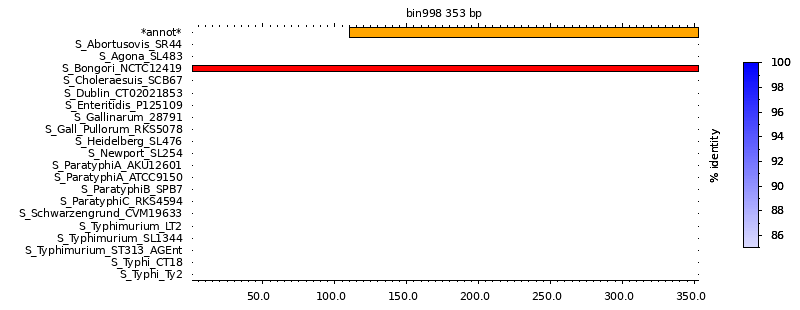 bin998 353 bp
*annot*
S_Abortusovis_SR44
S_Agona_SL483
S_Bongori_NCTC12419
S_Choleraesuis_SCB67
S_Dublin_CT02021853
S_Enteritidis_P125109
S_Gallinarum_28791
S_Gall_Pullorum_RKS5078
S_Heidelberg_SL476
S_Newport_SL254
S_ParatyphiA_AKU12601
S_ParatyphiA_ATCC9150
S_ParatyphiB_SPB7
S_ParatyphiC_RKS4594
S_Schwarzengrund_CVM19633
S_Typhimurium_LT2
S_Typhimurium_SL1344
S_Typhimurium_ST313_AGEnt
S_Typhi_CT18
S_Typhi_Ty2
50.0 100.0 150.0 200.0 250.0 300.0 350.0
% identity
100
98
96
94
92
90
88
86